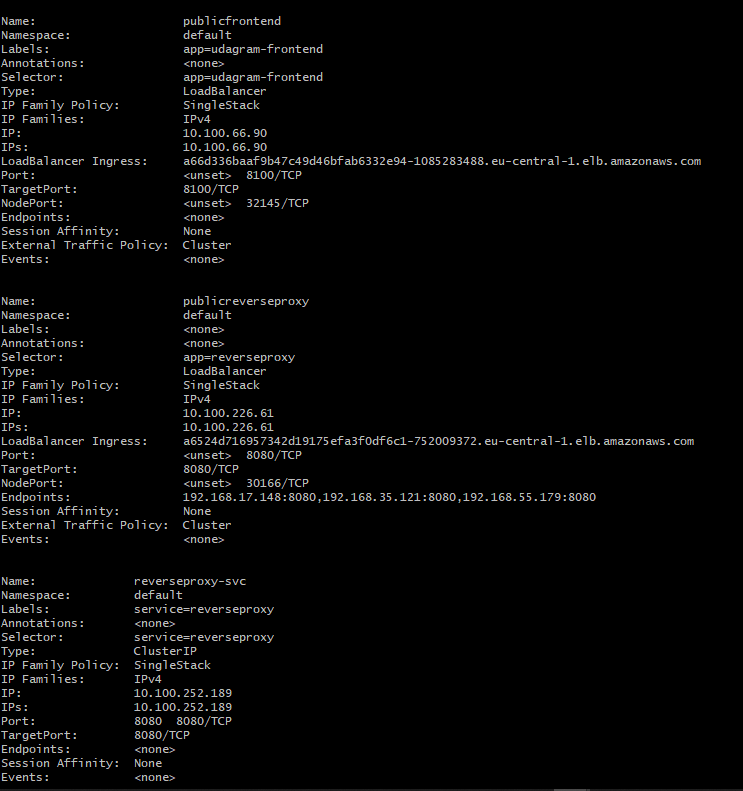 Name:                     publicfrontend
Namespace:                default
Labels:                   app=udagram-frontend
Annotations:              <none>
Selector:                 app=udagram-frontend
Type:                     LoadBalancer
IP Family Policy:         SingleStack
IP Families:              IPv4
IP:                       10.100.66.90
IPs:                      10.100.66.90
LoadBalancer Ingress:     a66d336baaf9b47c49d46bfab6332e94-1085283488.eu-central-1.elb.amazonaws.com
Port:                     <unset>  8100/TCP
TargetPort:               8100/TCP
NodePort:                 <unset>  32145/TCP
Endpoints:                <none>
Session Affinity:         None
External Traffic Policy:  Cluster
Events:                   <none>
Name:                     publicreverseproxy
Namespace:                default
Labels:                   <none>
Annotations:              <none>
Selector:                 app=reverseproxy
Type:                     LoadBalancer
IP Family Policy:         SingleStack
IP Families:              IPv4
IP:                       10.100.226.61
IPs:                      10.100.226.61
LoadBalancer Ingress:     a6524d716957342d19175efa3f0df6c1-752009372.eu-central-1.elb.amazonaws.com
Port:                     <unset>  8080/TCP
TargetPort:               8080/TCP
NodePort:                 <unset>  30166/TCP
Endpoints:                192.168.17.148:8080,192.168.35.121:8080,192.168.55.179:8080
Session Affinity:         None
External Traffic Policy:  Cluster
Events:                   <none>
Name:              reverseproxy-svc
Namespace:         default
Labels:            service=reverseproxy
Annotations:       <none>
Selector:          service=reverseproxy
Type:              ClusterIP
IP Family Policy:  SingleStack
IP Families:       IPv4
IP:                10.100.252.189
IPs:               10.100.252.189
Port:              8080  8080/TCP
TargetPort:        8080/TCP
Endpoints:         <none>
Session Affinity:  None
Events:            <none>